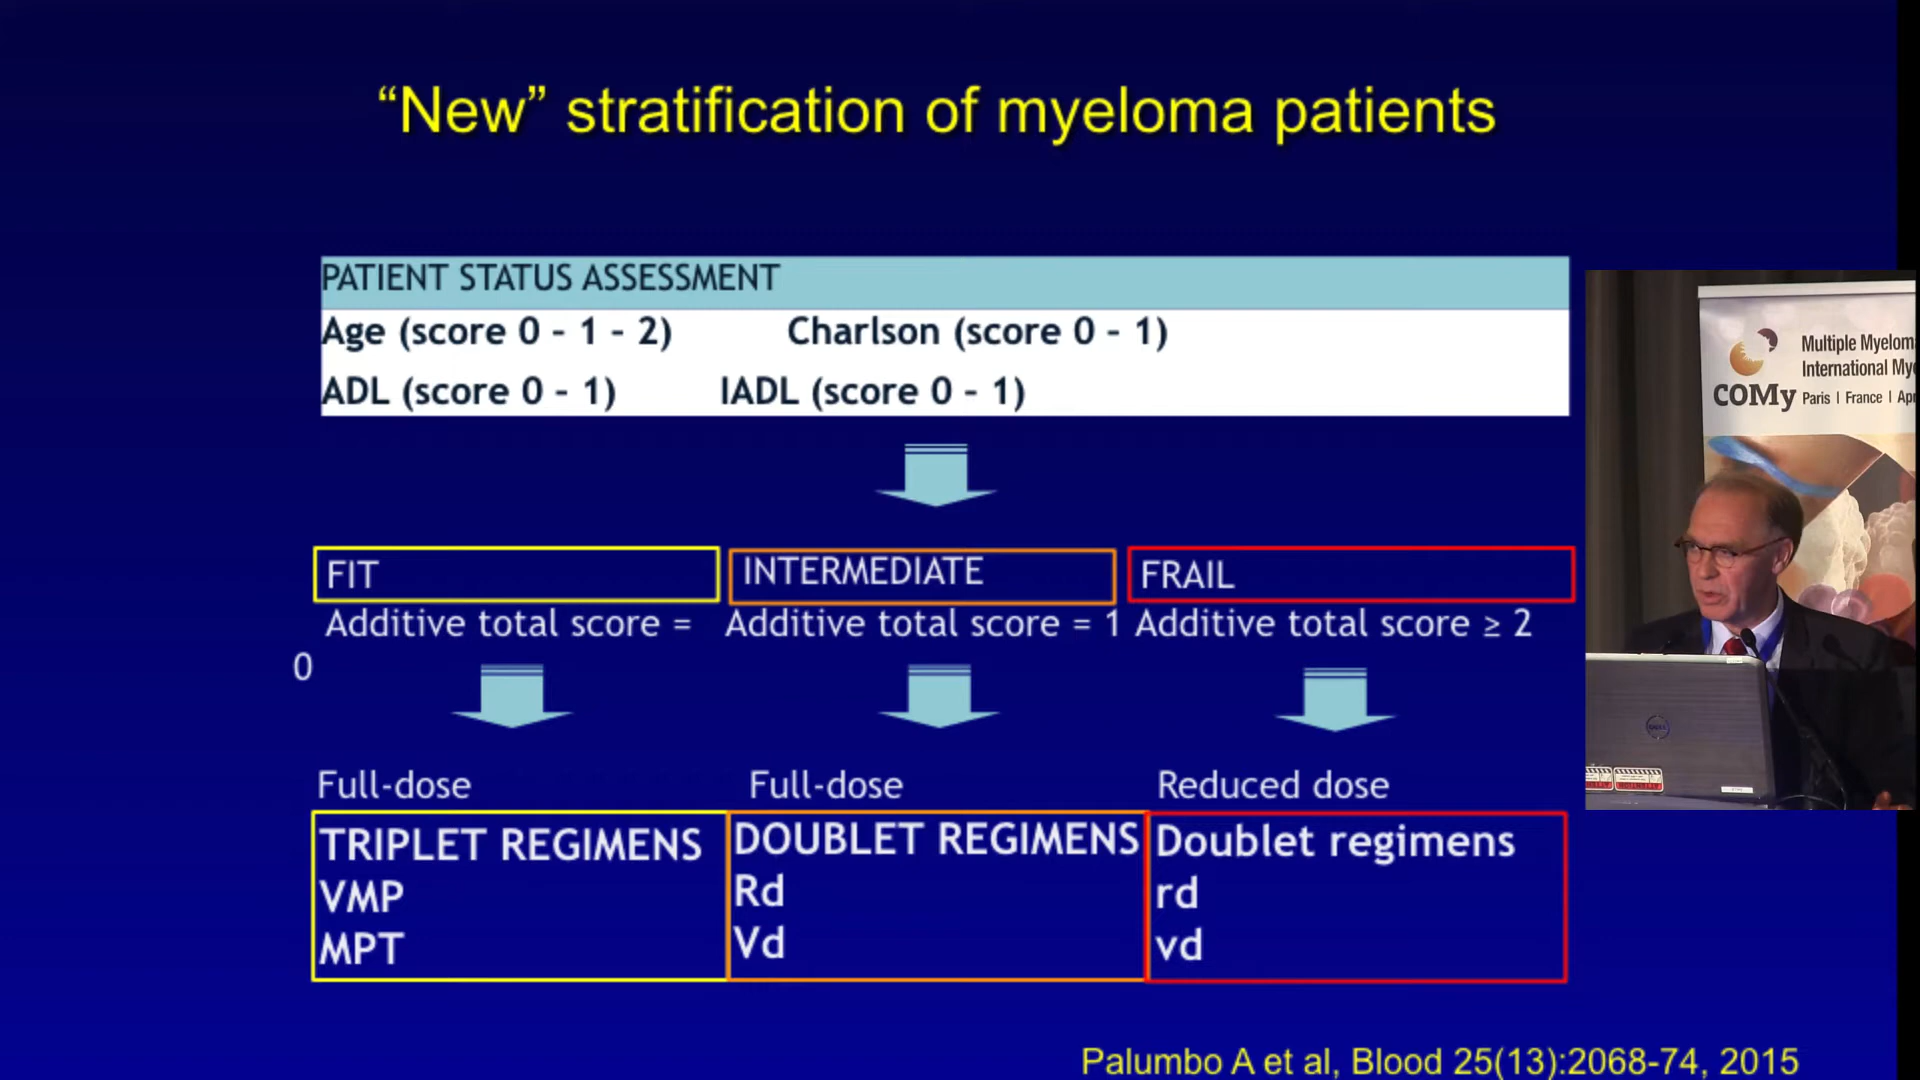 “New” stratification of myeloma patients
PATIENT STATUS ASSESSMENT
Age (score 0 – 1 – 2) Charlson (score 0 – 1)
ADL (score 0 – 1) IADL (score 0 – 1)
FIT
INTERMEDIATE
FRAIL
Additive total score =
0
Additive total score = 1
Additive total score ≥ 2
Full-dose
Full-dose
Reduced dose
TRIPLET REGIMENS
VMP
MPT
DOUBLET REGIMENS
Rd
Vd
Doublet regimens
rd
vd
Palumbo A et al, Blood 25(13):2068-74, 2015
Multiple Myelom
International My
COMy
Paris | France | Ap
DELL